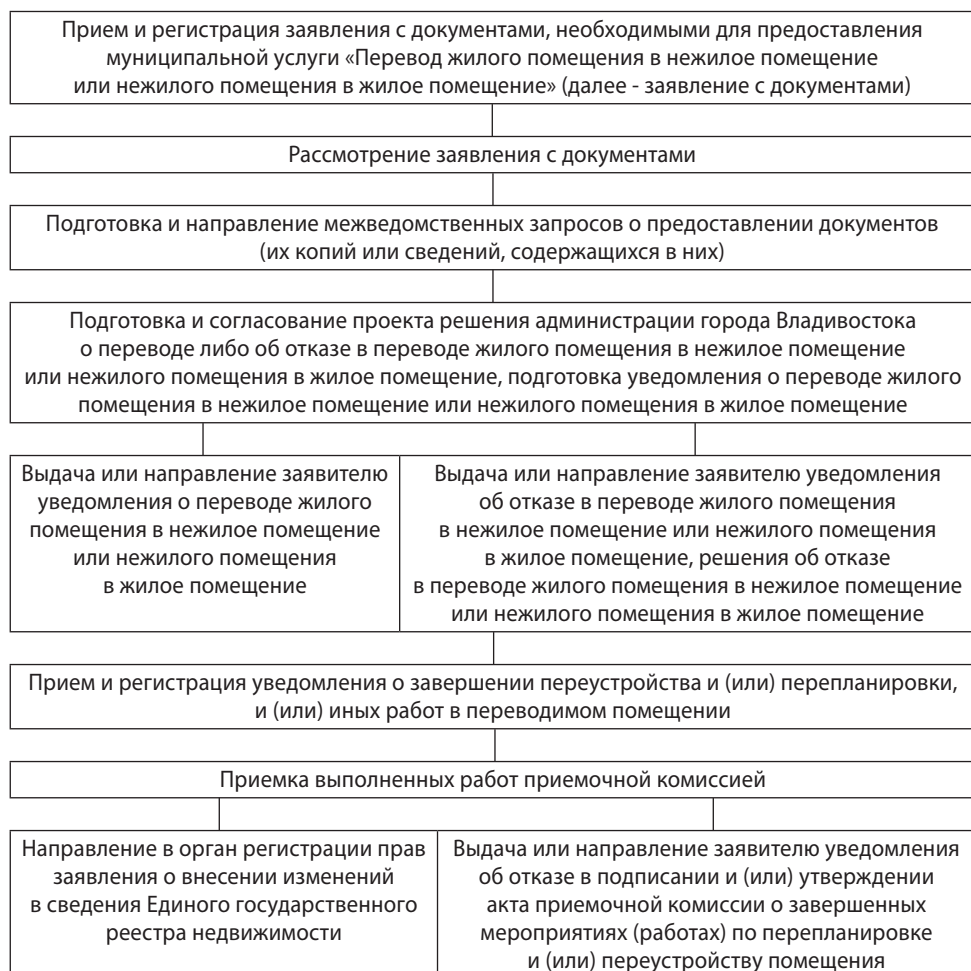 Прием и регистрация заявления с документами, необходимыми для предоставления
муниципальной услуги «Перевод жилого помещения в нежилое помещение
или нежилого помещения в жилое помещение» (далее - заявление с документами)
Рассмотрение заявления с документами
Подготовка и направление межведомственных запросов о предоставлении документов
(их копий или сведений, содержащихся в них)
Подготовка и согласование проекта решения администрации города Владивостока
о переводе либо об отказе в переводе жилого помещения в нежилое помещение
или нежилого помещения в жилое помещение, подготовка уведомления о переводе жилого
помещения в нежилое помещение или нежилого помещения в жилое помещение
Выдача или направление заявителю
уведомления о переводе жилого
помещения в нежилое помещение
или нежилого помещения
в жилое помещение
Выдача или направление заявителю уведомления
об отказе в переводе жилого помещения
в нежилое помещение или нежилого помещения
в жилое помещение, решения об отказе
в переводе жилого помещения в нежилое помещение
или нежилого помещения в жилое помещение
Прием и регистрация уведомления о завершении переустройства и (или) перепланировки,
и (или) иных работ в переводимом помещении
Приемка выполненных работ приемочной комиссией
Направление в орган регистрации прав
заявления о внесении изменений
в сведения Единого государственного
реестра недвижимости
Выдача или направление заявителю уведомления
об отказе в подписании и (или) утверждении
акта приемочной комиссии о завершенных
мероприятиях (работах) по перепланировке
и (или) переустройству помещения